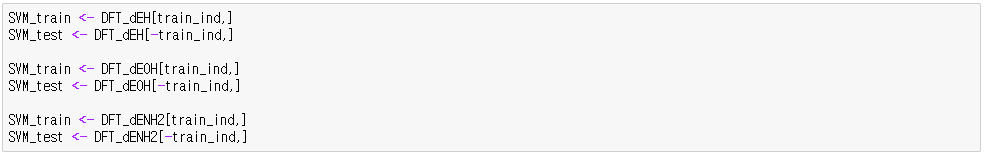 SVM_train <- DFT_dEH[train_ind,]
SVM_test <- DFT_dEH[-train_ind,]
SVM_train <- DFT_dEOH[train_ind,]
SVM_test <- DFT_dEOH[-train_ind,]
SVM_train <- DFT_dENH2[train_ind,]
SVM_test <- DFT_dENH2[-train_ind,]